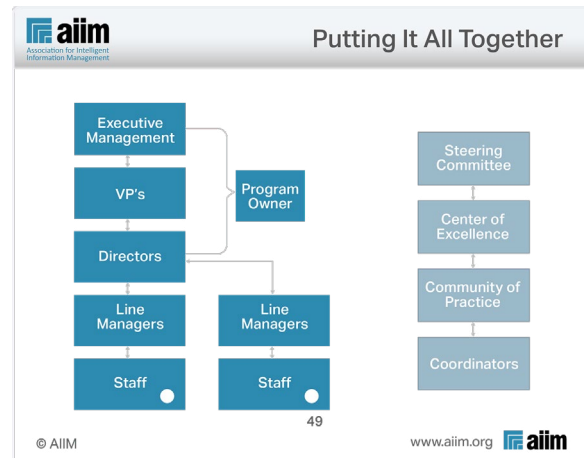 aiim
Association for Intelligent
Information Management
Putting It All Together
Executive
Management
VP's
Directors
Line
Managers
Staff
Program
Owner
Line
Managers
Staff
Steering
Committee
Center of
Excellence
Community of
Practice
Coordinators
49
© AIIM
www.aiim.org
aiim